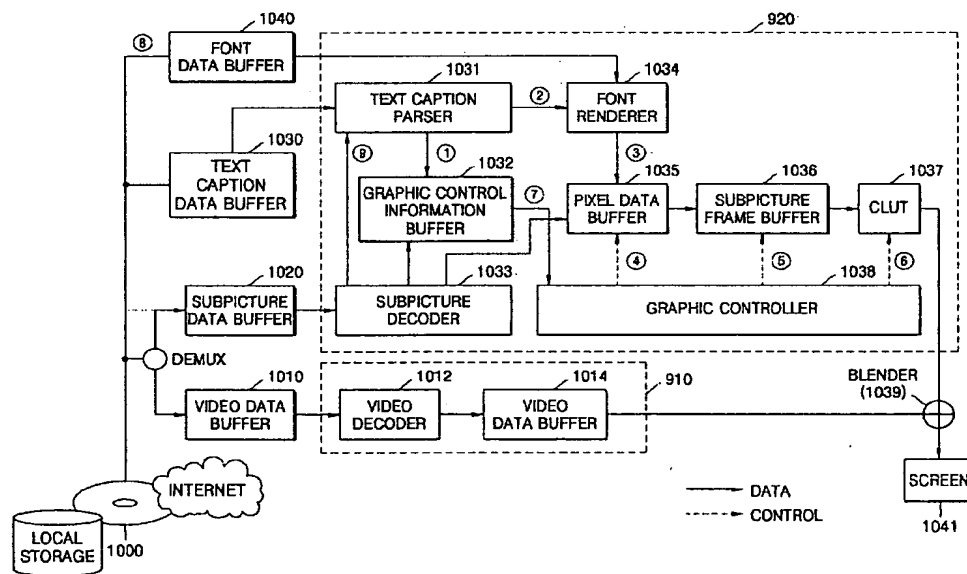 1040
920
⑧
FONT
DATA BUFFER
1031
1034
TEXT CAPTION
PARSER
②
FONT
RENDERER
1030
⑨
①
1032
③
1035
1036
1037
TEXT
CAPTION
DATA BUFFER
GRAPHIC CONTROL
INFORMATION
BUFFER
⑦
PIXEL DATA
BUFFER
SUBPICTURE
FRAME BUFFER
CLUT
1020
1033
④
⑤
1038
⑥
SUBPICTURE
DATA BUFFER
SUBPICTURE
DECODER
GRAPHIC CONTROLLER
DEMUX
1010
1012
1014
910
BLENDER
(1039)
VIDEO DATA
BUFFER
VIDEO
DECODER
VIDEO
DATA BUFFER
INTERNET
SCREEN
DATA
LOCAL
STORAGE
1000
CONTROL
1041